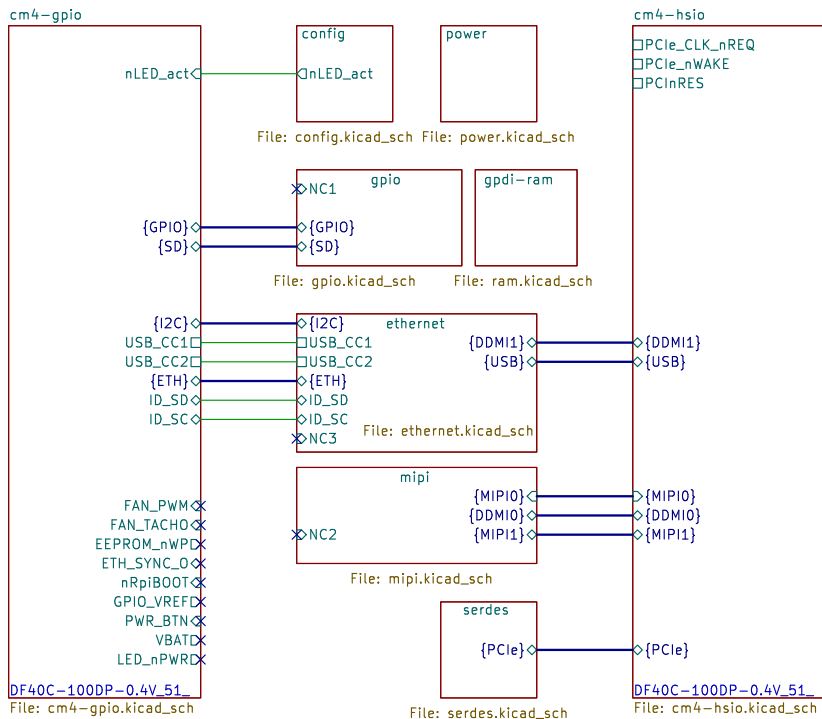 cm4-gpio
nLED_act
FAN_PWM
FAN_TACHO
EEPROM_nWP
ETH_SYNC_O
nRpiBOOT
GPIO_VREF
PWR_BTN
VBAT
LED_nPWR
{GPIO}
{SD}
{I2C}
USB_CC1
USB_CC2
{ETH}
ID_SD
ID_SC
DF40C-100DP-0.4V_51_
File: cm4-gpio.kicad_sch
config
nLED_act
File: config.kicad_sch
power
File: power.kicad_sch
gpio
NC1
{GPIO}
{SD}
File: gpio.kicad_sch
gpdi-ram
File: ram.kicad_sch
ethernet
{I2C}
USB_CC1
USB_CC2
{ETH}
ID_SD
ID_SC
NC3
{DDMI1}
{USB}
File: ethernet.kicad_sch
mipi
NC2
{MIPI0}
{DDMI0}
{MIPI1}
File: mipi.kicad_sch
serdes
{PCIe}
File: serdes.kicad_sch
cm4-hsio
PCIe_CLK_nREQ
PCIe_nWAKE
PCInRES
{DDMI1}
{USB}
{MIPI0}
{DDMI0}
{MIPI1}
{PCIe}
DF40C-100DP-0.4V_51_
File: cm4-hsio.kicad_sch